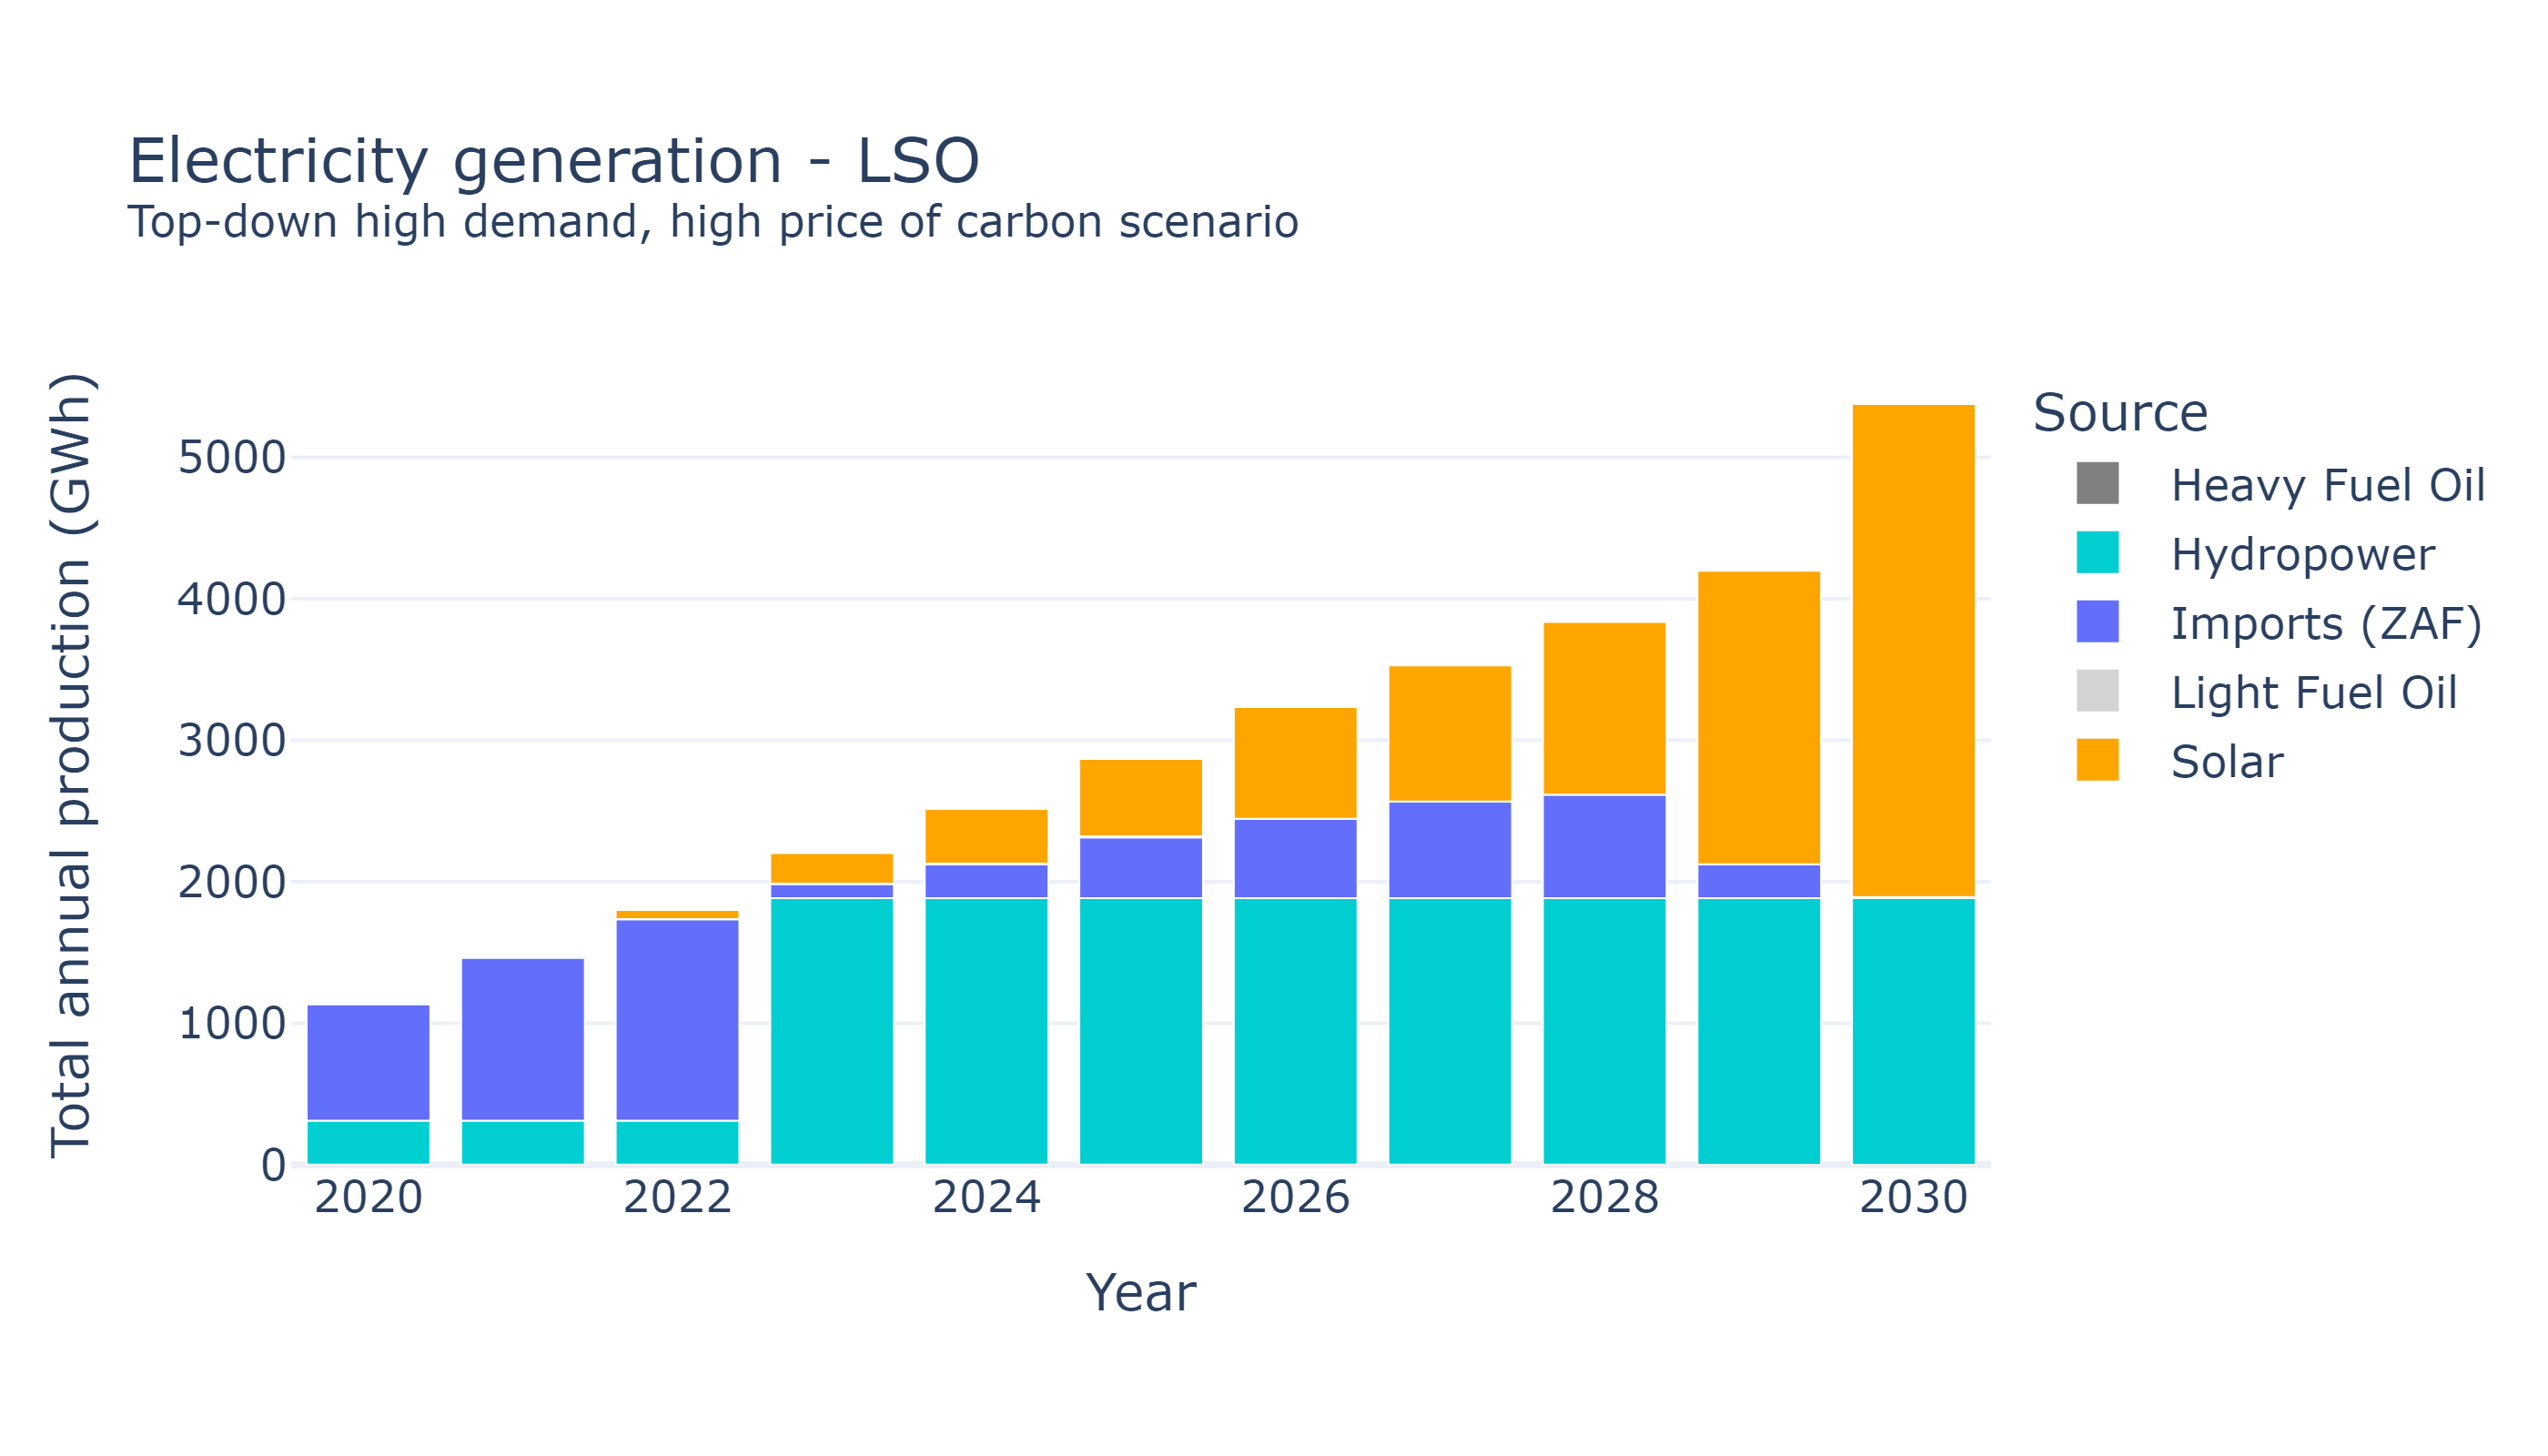 Electricity generation - LSO
Top-down high demand, high price of carbon scenario
Total annual production (GWh)
5000
4000
3000
2000
1000
0
2020 2022 2024 2026 2028 2030
Year
Source
Heavy Fuel Oil
Hydropower
Imports (ZAF)
Light Fuel Oil
Solar